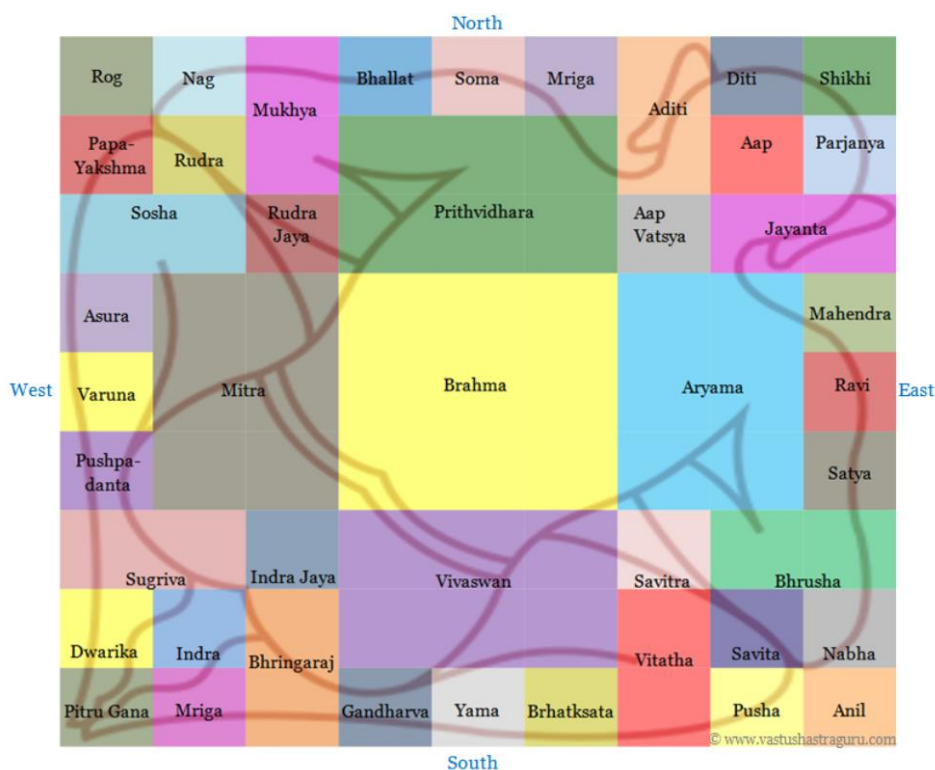 North
Rog Nag Mukhya Bhallat Soma Mriga Aditi Diti Shikhi
Papa-
Yakshma Rudra Aap Parjanya
Sosha Rudra
Jaya Prithvidhara Aap
Vatsya Jayanta
Asura Mahendra
West Varuna Mitra Brahma Aryama Ravi East
Pushpa-
danta Satya
Sugriva Indra Jaya Vivaswan Savitra Bhrusha
Dwarika Indra Bhringaraj Vitatha Savita Nabha
Pitru Gana Mriga Gandharva Yama Brhatksata Pusha Anil
© www.vastushastraguru.com
South